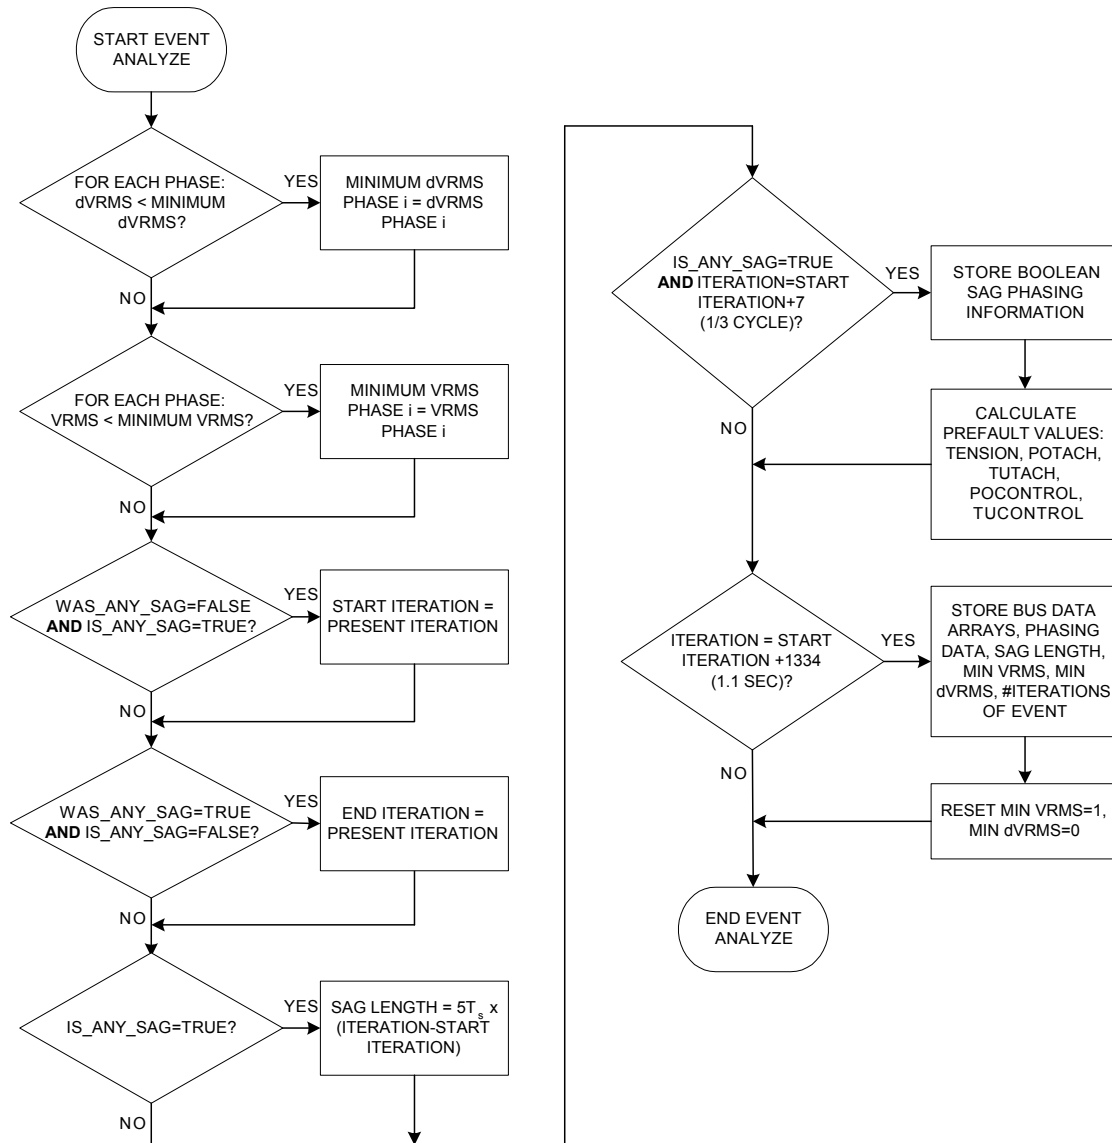 START EVENT
ANALYZE
FOR EACH PHASE:
dVRMS < MINIMUM
dVRMS?
YES
MINIMUM dVRMS
PHASE i = dVRMS
PHASE i
NO
FOR EACH PHASE:
VRMS < MINIMUM VRMS?
YES
MINIMUM VRMS
PHASE i = VRMS
PHASE i
NO
WAS_ANY_SAG=FALSE
AND IS_ANY_SAG=TRUE?
YES
START ITERATION =
PRESENT ITERATION
NO
WAS_ANY_SAG=TRUE
AND IS_ANY_SAG=FALSE?
YES
END ITERATION =
PRESENT ITERATION
NO
IS_ANY_SAG=TRUE?
YES
SAG LENGTH = 5Ts x
(ITERATION-START
ITERATION)
NO
IS_ANY_SAG=TRUE
AND ITERATION=START
ITERATION+7
(1/3 CYCLE)?
YES
STORE BOOLEAN
SAG PHASING
INFORMATION
CALCULATE
PREFAULT VALUES:
TENSION, POTACH,
TUTACH,
POCONTROL,
TUCONTROL
NO
ITERATION = START
ITERATION +1334
(1.1 SEC)?
YES
STORE BUS DATA
ARRAYS, PHASING
DATA, SAG LENGTH,
MIN VRMS, MIN
dVRMS, #ITERATIONS
OF EVENT
NO
RESET MIN VRMS=1,
MIN dVRMS=0
END EVENT
ANALYZE